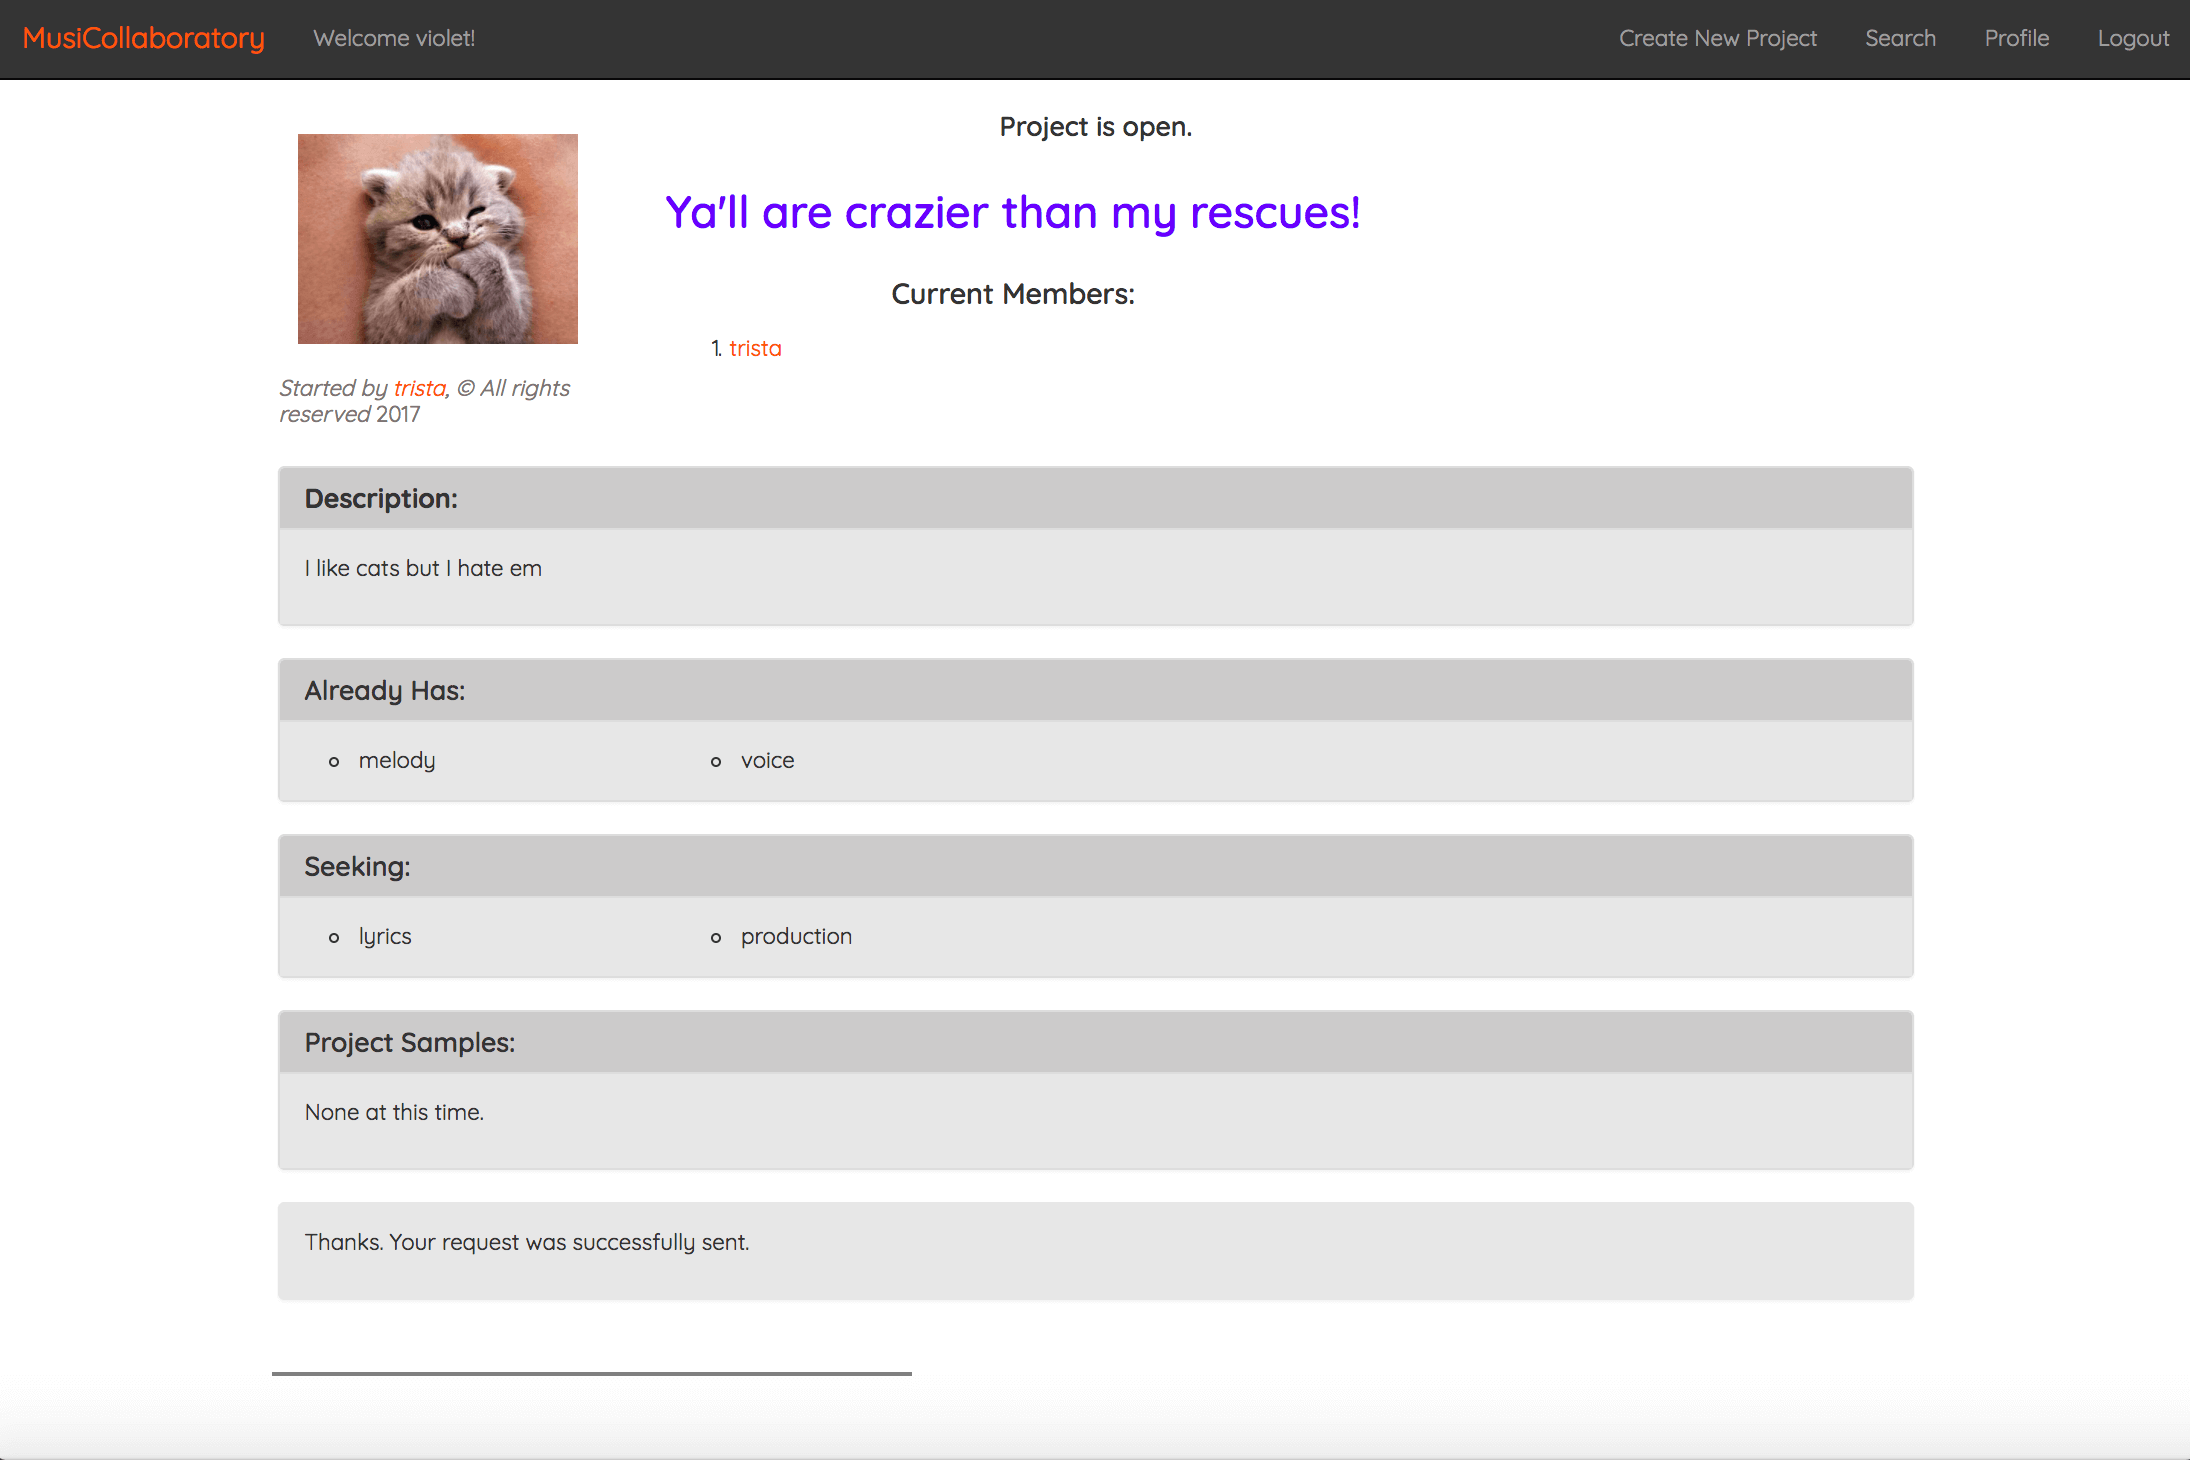 MusiCollaboratory Welcome violet! Create New Project Search Profile Logout
Project is open.
Ya'll are crazier than my rescues!
Current Members:
1. trista
Started by trista, © All rights
reserved 2017
Description:
I like cats but I hate em
Already Has:
melody voice
Seeking:
lyrics production
Project Samples:
None at this time.
Thanks. Your request was successfully sent.